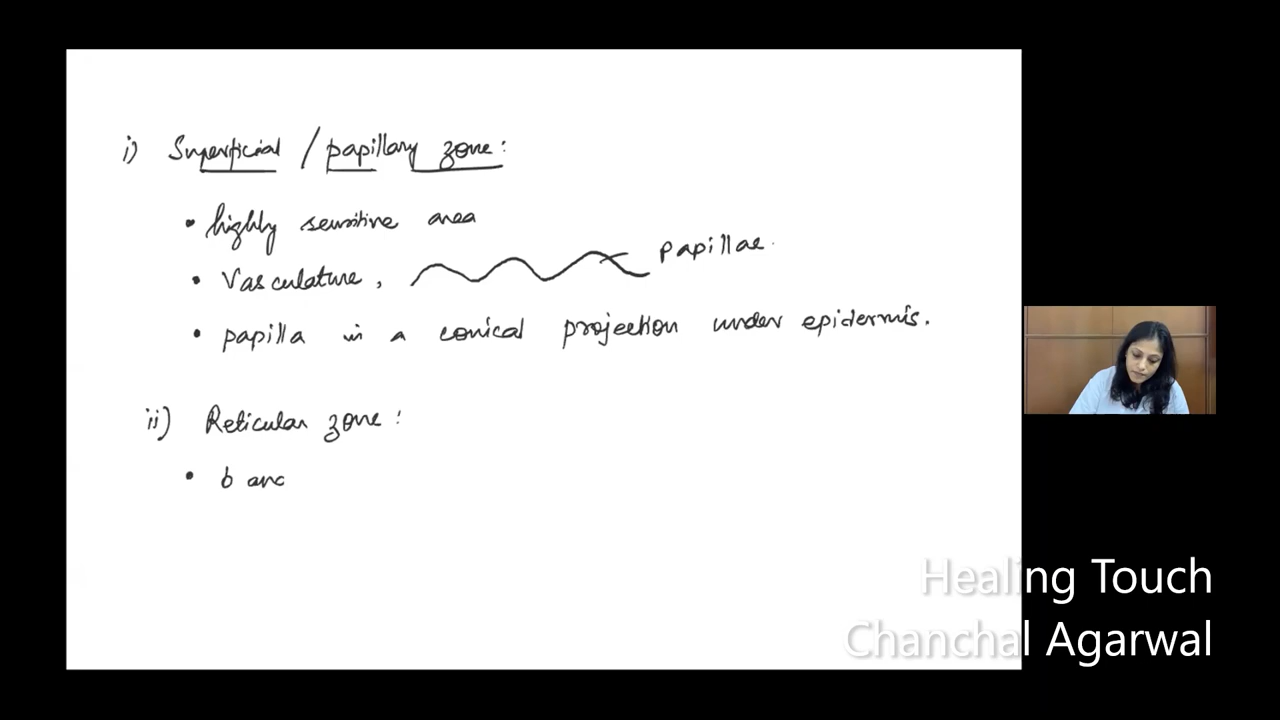 i) Superficial / papillary zone:
• highly sensitive area
• Vasculature, papillae.
• papilla is a conical projection under epidermis.
ii) Reticular zone:
• b anc
Healing Touch
Chanchal Agarwal